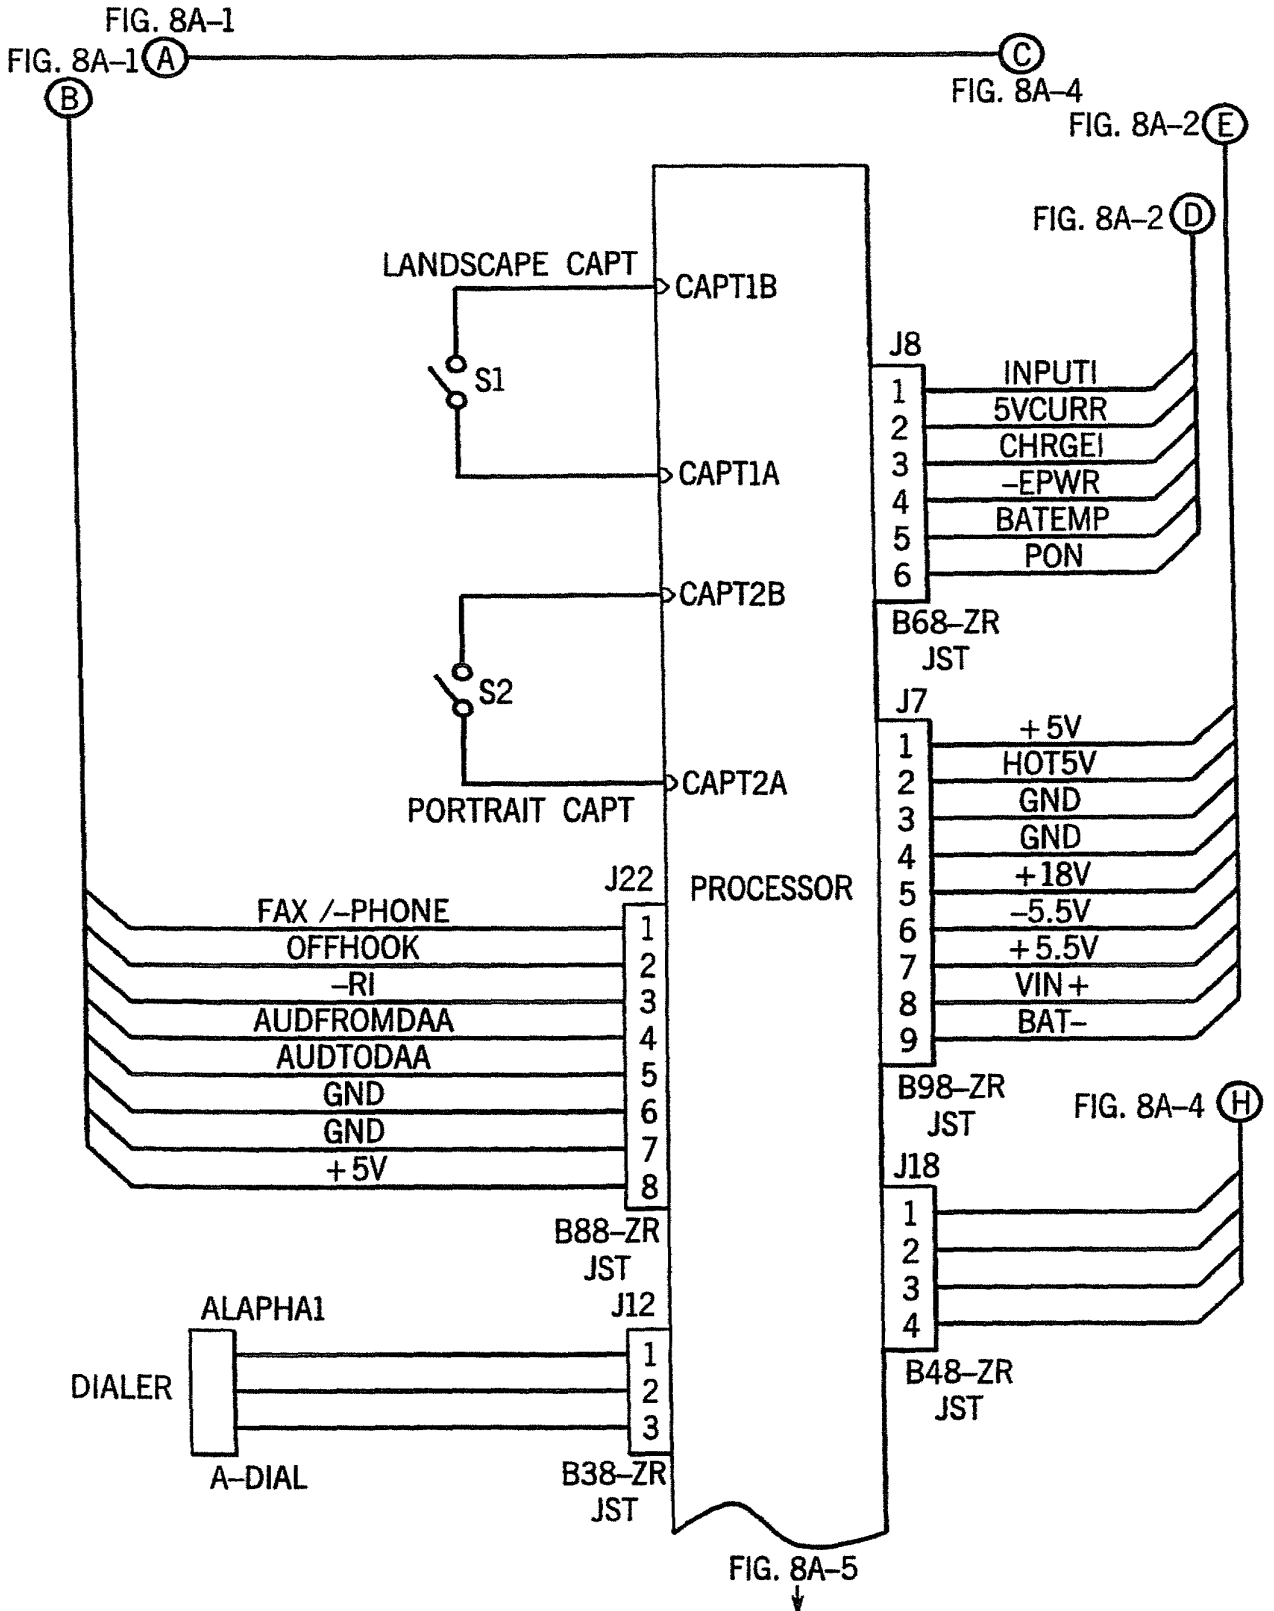 FIG. 8A–1
FIG. 8A–1 A
C
B
FIG. 8A–4
FIG. 8A–2 E
FIG. 8A–2 D
LANDSCAPE CAPT
CAPT1B
S1
CAPT1A
J8
1 INPUTI
2 5VCURR
3 CHRGEI
4 –EPWR
5 BATEMP
6 PON
B68–ZR
JST
CAPT2B
S2
CAPT2A
PORTRAIT CAPT
J7
1 +5V
2 HOT5V
3 GND
4 GND
5 +18V
6 –5.5V
7 +5.5V
8 VIN+
9 BAT–
B98–ZR
JST
PROCESSOR
J22
FAX /–PHONE 1
OFFHOOK 2
–RI 3
AUDFROMDAA 4
AUDTODAA 5
GND 6
GND 7
+5V 8
B88–ZR
JST
FIG. 8A–4 H
J18
1
2
3
4
B48–ZR
JST
ALAPHA1
J12
DIALER
1
2
3
A–DIAL
B38–ZR
JST
FIG. 8A–5